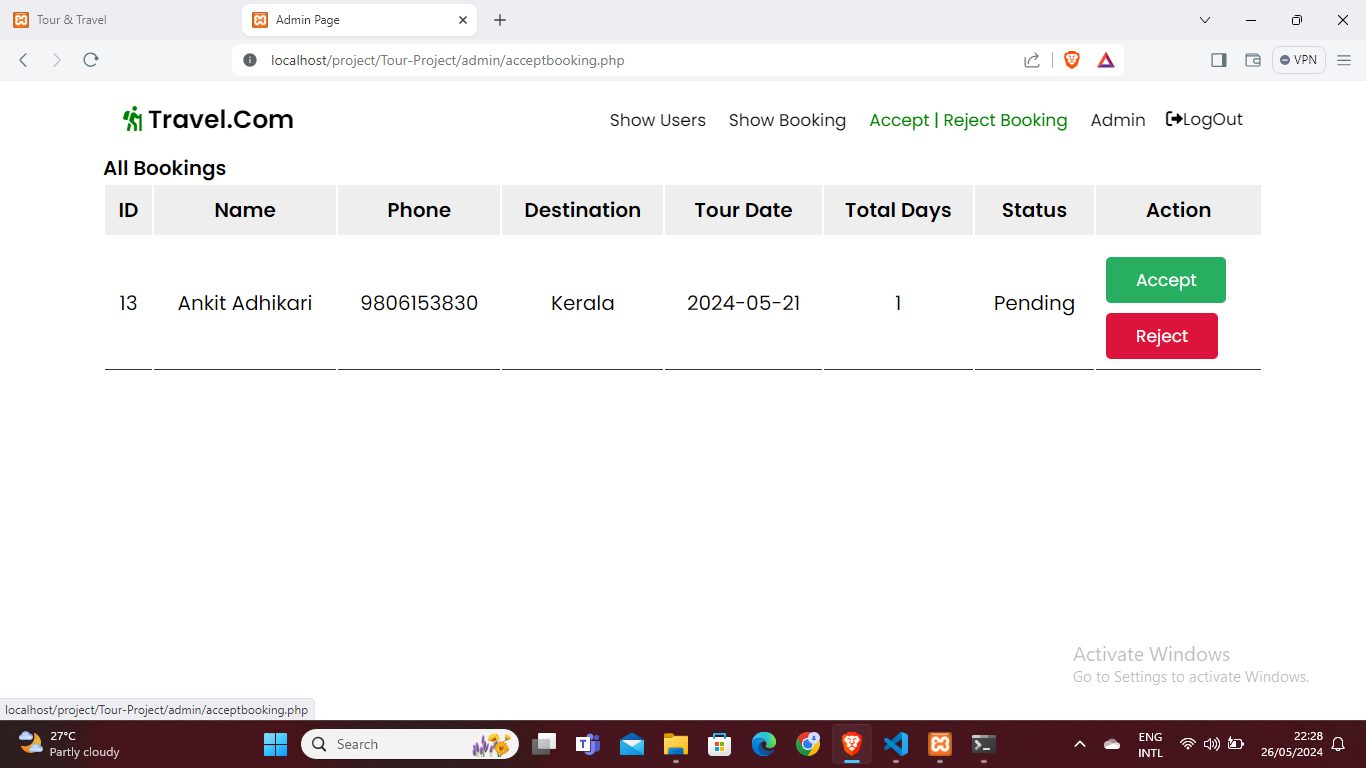 Tour & Travel
Admin Page
localhost/project/Tour-Project/admin/acceptbooking.php
VPN
Travel.Com
Show Users
Show Booking
Accept | Reject Booking
Admin
LogOut
All Bookings
ID Name Phone Destination Tour Date Total Days Status Action
13 Ankit Adhikari 9806153830 Kerala 2024-05-21 1 Pending
Accept
Reject
Activate Windows
Go to Settings to activate Windows.
localhost/project/Tour-Project/admin/acceptbooking.php
27°C
Partly cloudy
Search
ENG
INTL
22:28
26/05/2024